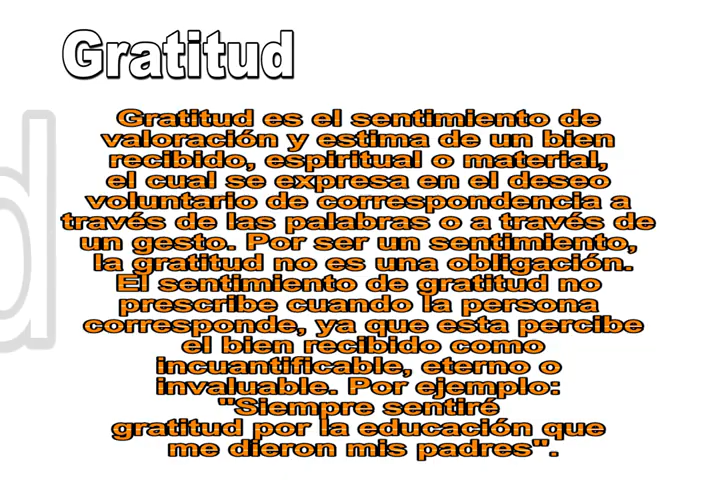 Gratitud
Gratitud es el sentimiento de
valoración y estima de un bien
recibido, espiritual o material,
el cual se expresa en el deseo
voluntario de correspondencia a
través de las palabras o a través de
un gesto. Por ser un sentimiento,
la gratitud no es una obligación.
El sentimiento de gratitud no
prescribe cuando la persona
corresponde, ya que esta percibe
el bien recibido como
incuantificable, eterno o
invaluable. Por ejemplo:
"Siempre sentiré
gratitud por la educación que
me dieron mis padres".
d